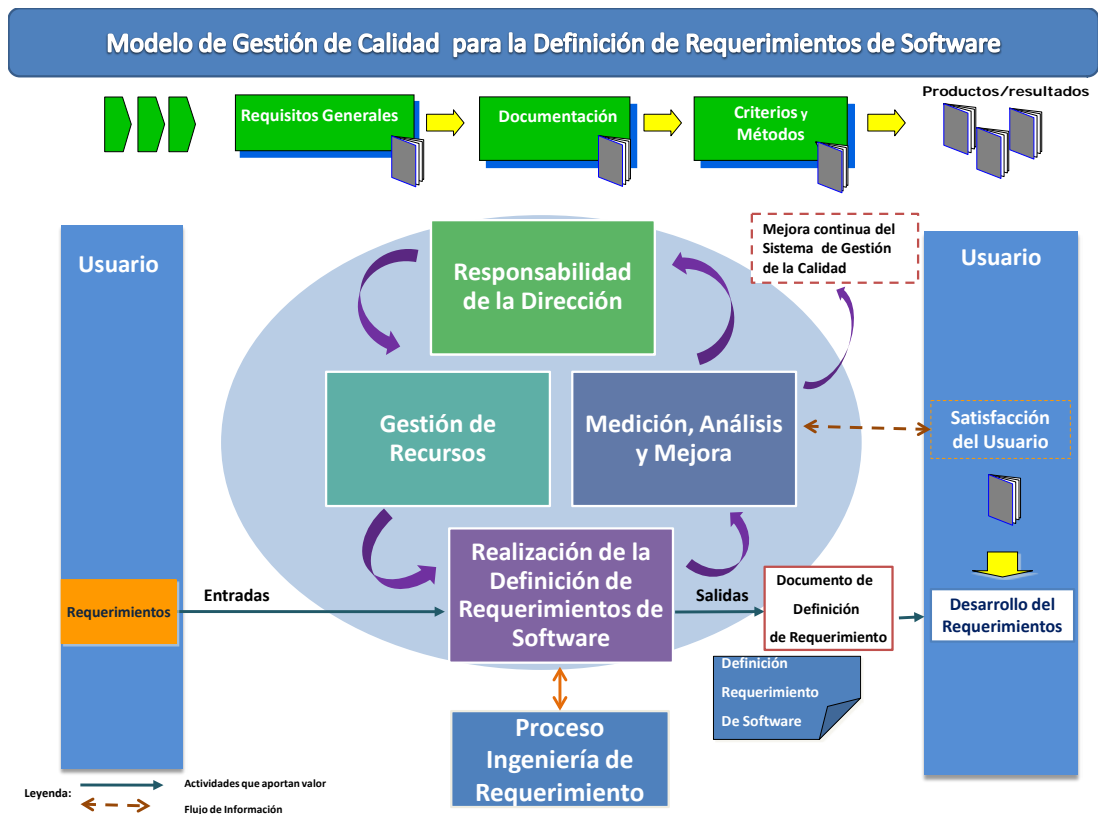 Modelo de Gestión de Calidad para la Definición de Requerimientos de Software
Requisitos Generales
Documentación
Criterios y
Métodos
Productos/resultados
Usuario
Responsabilidad
de la Dirección
Mejora continua del
Sistema de Gestión
de la Calidad
Usuario
Gestión de
Recursos
Medición, Análisis
y Mejora
Satisfacción
del Usuario
Requerimientos
Entradas
Realización de la
Definición de
Requerimientos de
Software
Salidas
Documento de
Definición
de Requerimiento
Desarrollo del
Requerimientos
Definición
Requerimiento
De Software
Proceso
Ingeniería de
Requerimiento
Leyenda:
Actividades que aportan valor
Flujo de Información